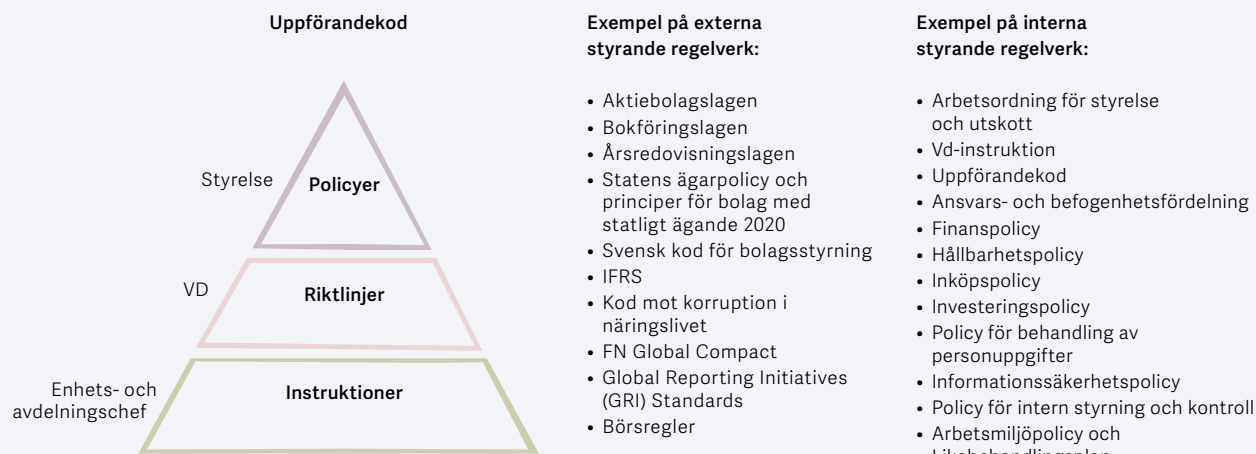 Uppförandekod
Styrelse
Policyer
VD
Riktlinjer
Enhets- och
avdelningschef
Instruktioner
Exempel på externa
styrande regelverk:
• Aktiebolagslagen
• Bokföringslagen
• Årsredovisningslagen
• Statens ägarpolicy och
principer för bolag med
statligt ägande 2020
• Svensk kod för bolagsstyrning
• IFRS
• Kod mot korruption i
näringslivet
• FN Global Compact
• Global Reporting Initiatives
(GRI) Standards
• Börsregler
Exempel på interna
styrande regelverk:
• Arbetsordning för styrelse
och utskott
• Vd-instruktion
• Uppförandekod
• Ansvars- och befogenhetsfördelning
• Finanspolicy
• Hållbarhetspolicy
• Inköpspolicy
• Investeringspolicy
• Policy för behandling av
personuppgifter
• Informationssäkerhetspolicy
• Policy för intern styrning och kontroll
• Arbetsmiljöpolicy och